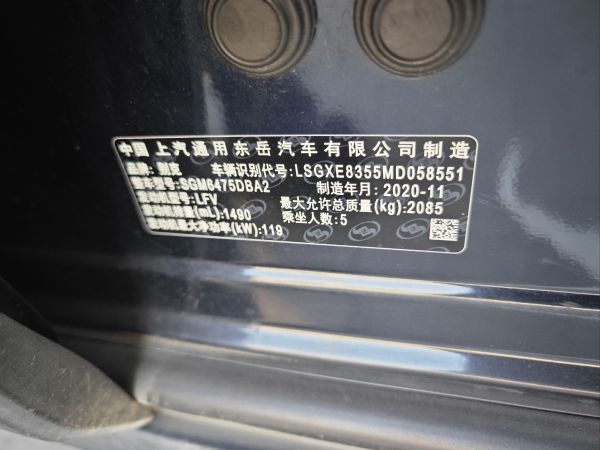 中国上汽通用东岳汽车有限公司制造
品牌:别克 车辆识别代号:LSGXE8355MD058551
整车型号:SGM6475DBA2 制造年月:2020-11
发动机型号:LFV 最大允许总质量(kg):2085
发动机排量(mL):1490 乘坐人数:5
发动机最大净功率(kW):119